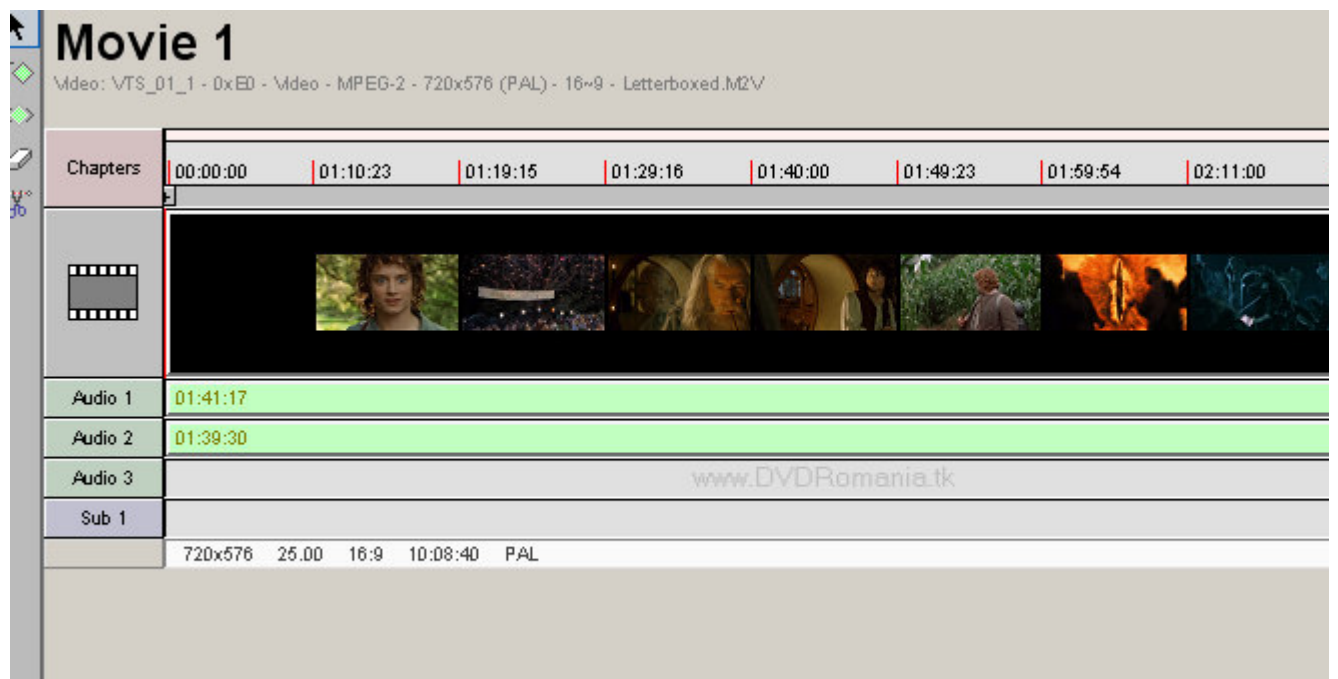 Movie 1
Video: VTS_01_1 - 0xE0 - Video - MPEG-2 - 720x576 (PAL) - 16~9 - Letterboxed.M2V
Chapters 00:00:00 01:10:23 01:19:15 01:29:16 01:40:00 01:49:23 01:59:54 02:11:00
Audio 1 01:41:17
Audio 2 01:39:30
Audio 3 www.DVDRomania.tk
Sub 1
720x576 25.00 16:9 10:08:40 PAL